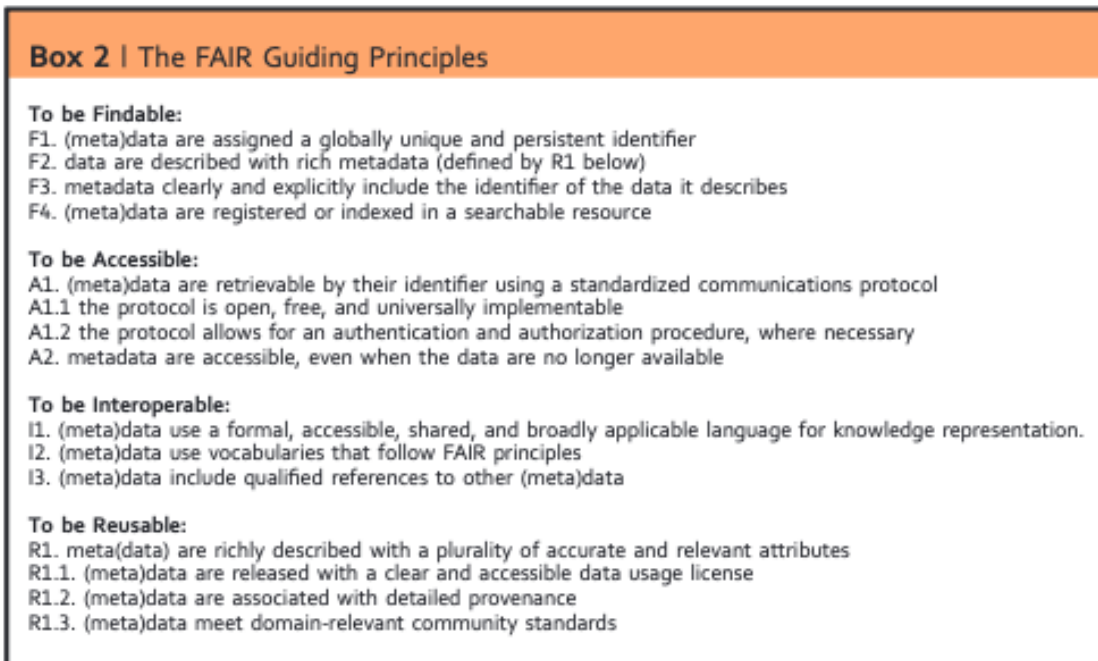 Box 2 | The FAIR Guiding Principles
To be Findable:
F1. (meta)data are assigned a globally unique and persistent identifier
F2. data are described with rich metadata (defined by R1 below)
F3. metadata clearly and explicitly include the identifier of the data it describes
F4. (meta)data are registered or indexed in a searchable resource
To be Accessible:
A1. (meta)data are retrievable by their identifier using a standardized communications protocol
A1.1 the protocol is open, free, and universally implementable
A1.2 the protocol allows for an authentication and authorization procedure, where necessary
A2. metadata are accessible, even when the data are no longer available
To be Interoperable:
I1. (meta)data use a formal, accessible, shared, and broadly applicable language for knowledge representation.
I2. (meta)data use vocabularies that follow FAIR principles
I3. (meta)data include qualified references to other (meta)data
To be Reusable:
R1. meta(data) are richly described with a plurality of accurate and relevant attributes
R1.1. (meta)data are released with a clear and accessible data usage license
R1.2. (meta)data are associated with detailed provenance
R1.3. (meta)data meet domain-relevant community standards